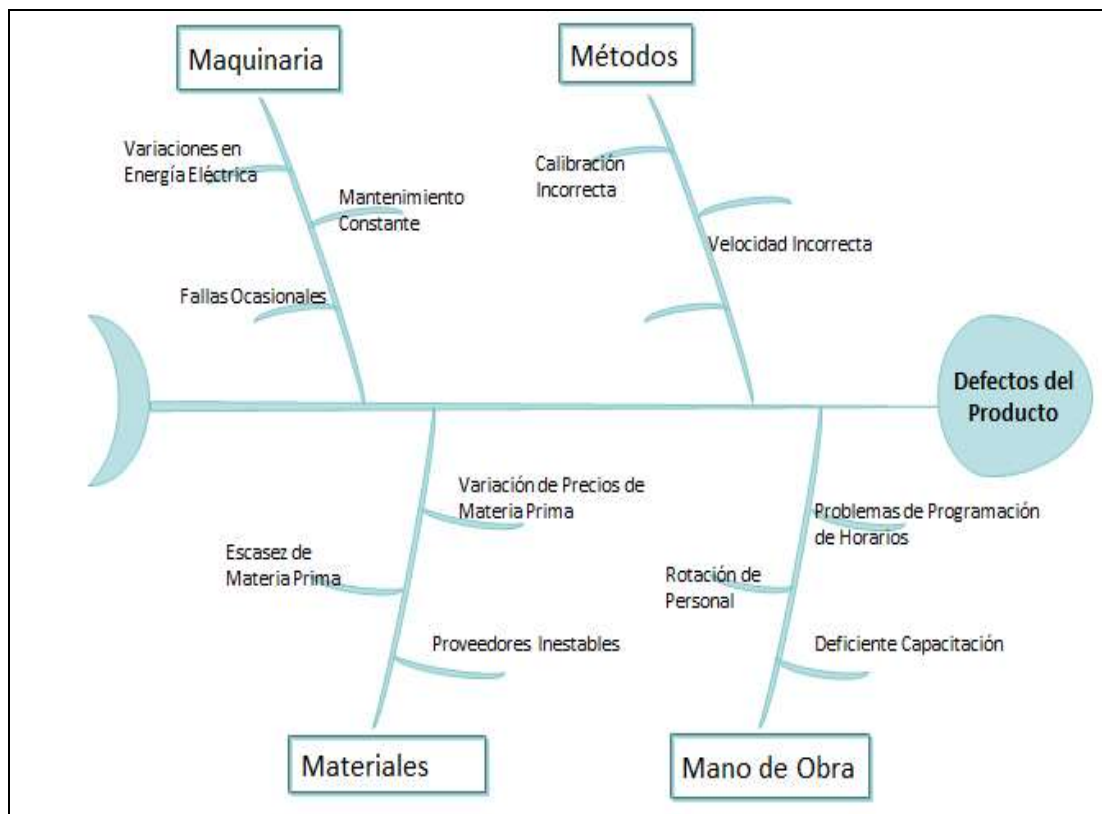 Maquinaria
Métodos
Variaciones en
Energía Eléctrica
Mantenimiento
Constante
Fallas Ocasionales
Calibración
Incorrecta
Velocidad Incorrecta
Defectos del
Producto
Variación de Precios de
Materia Prima
Escasez de
Materia Prima
Proveedores Inestables
Problemas de Programación
de Horarios
Rotación de
Personal
Deficiente Capacitación
Materiales
Mano de Obra